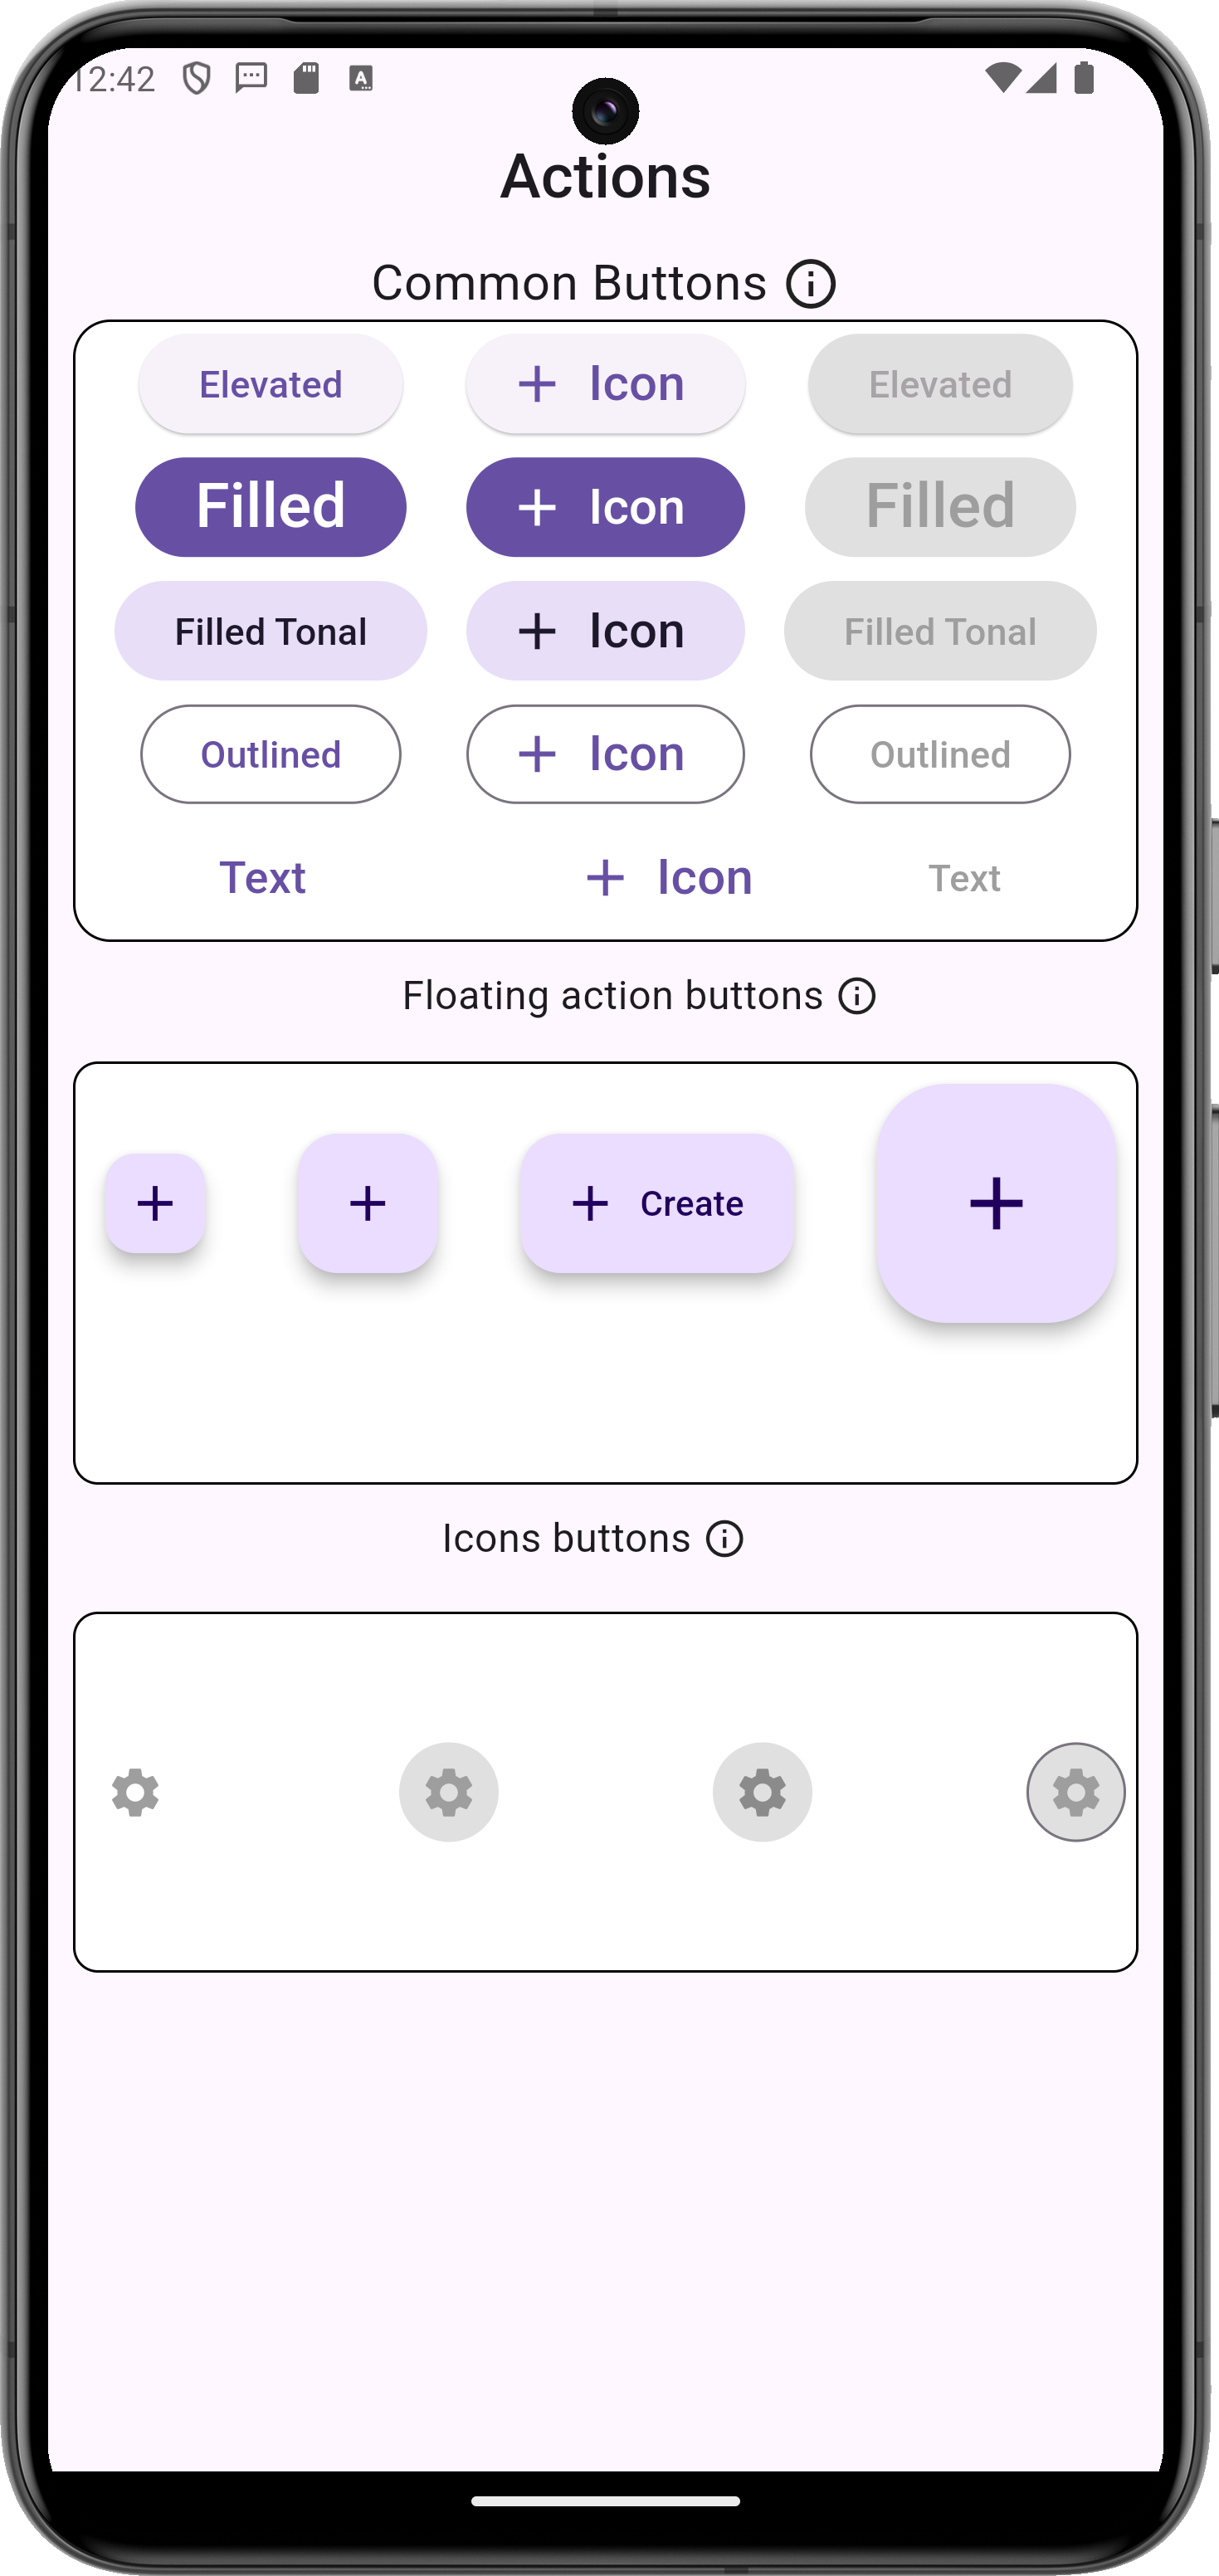 12:42
Actions
Common Buttons
Elevated Icon Elevated
Filled Icon Filled
Filled Tonal Icon Filled Tonal
Outlined Icon Outlined
Text Icon Text
Floating action buttons
Create
Icons buttons